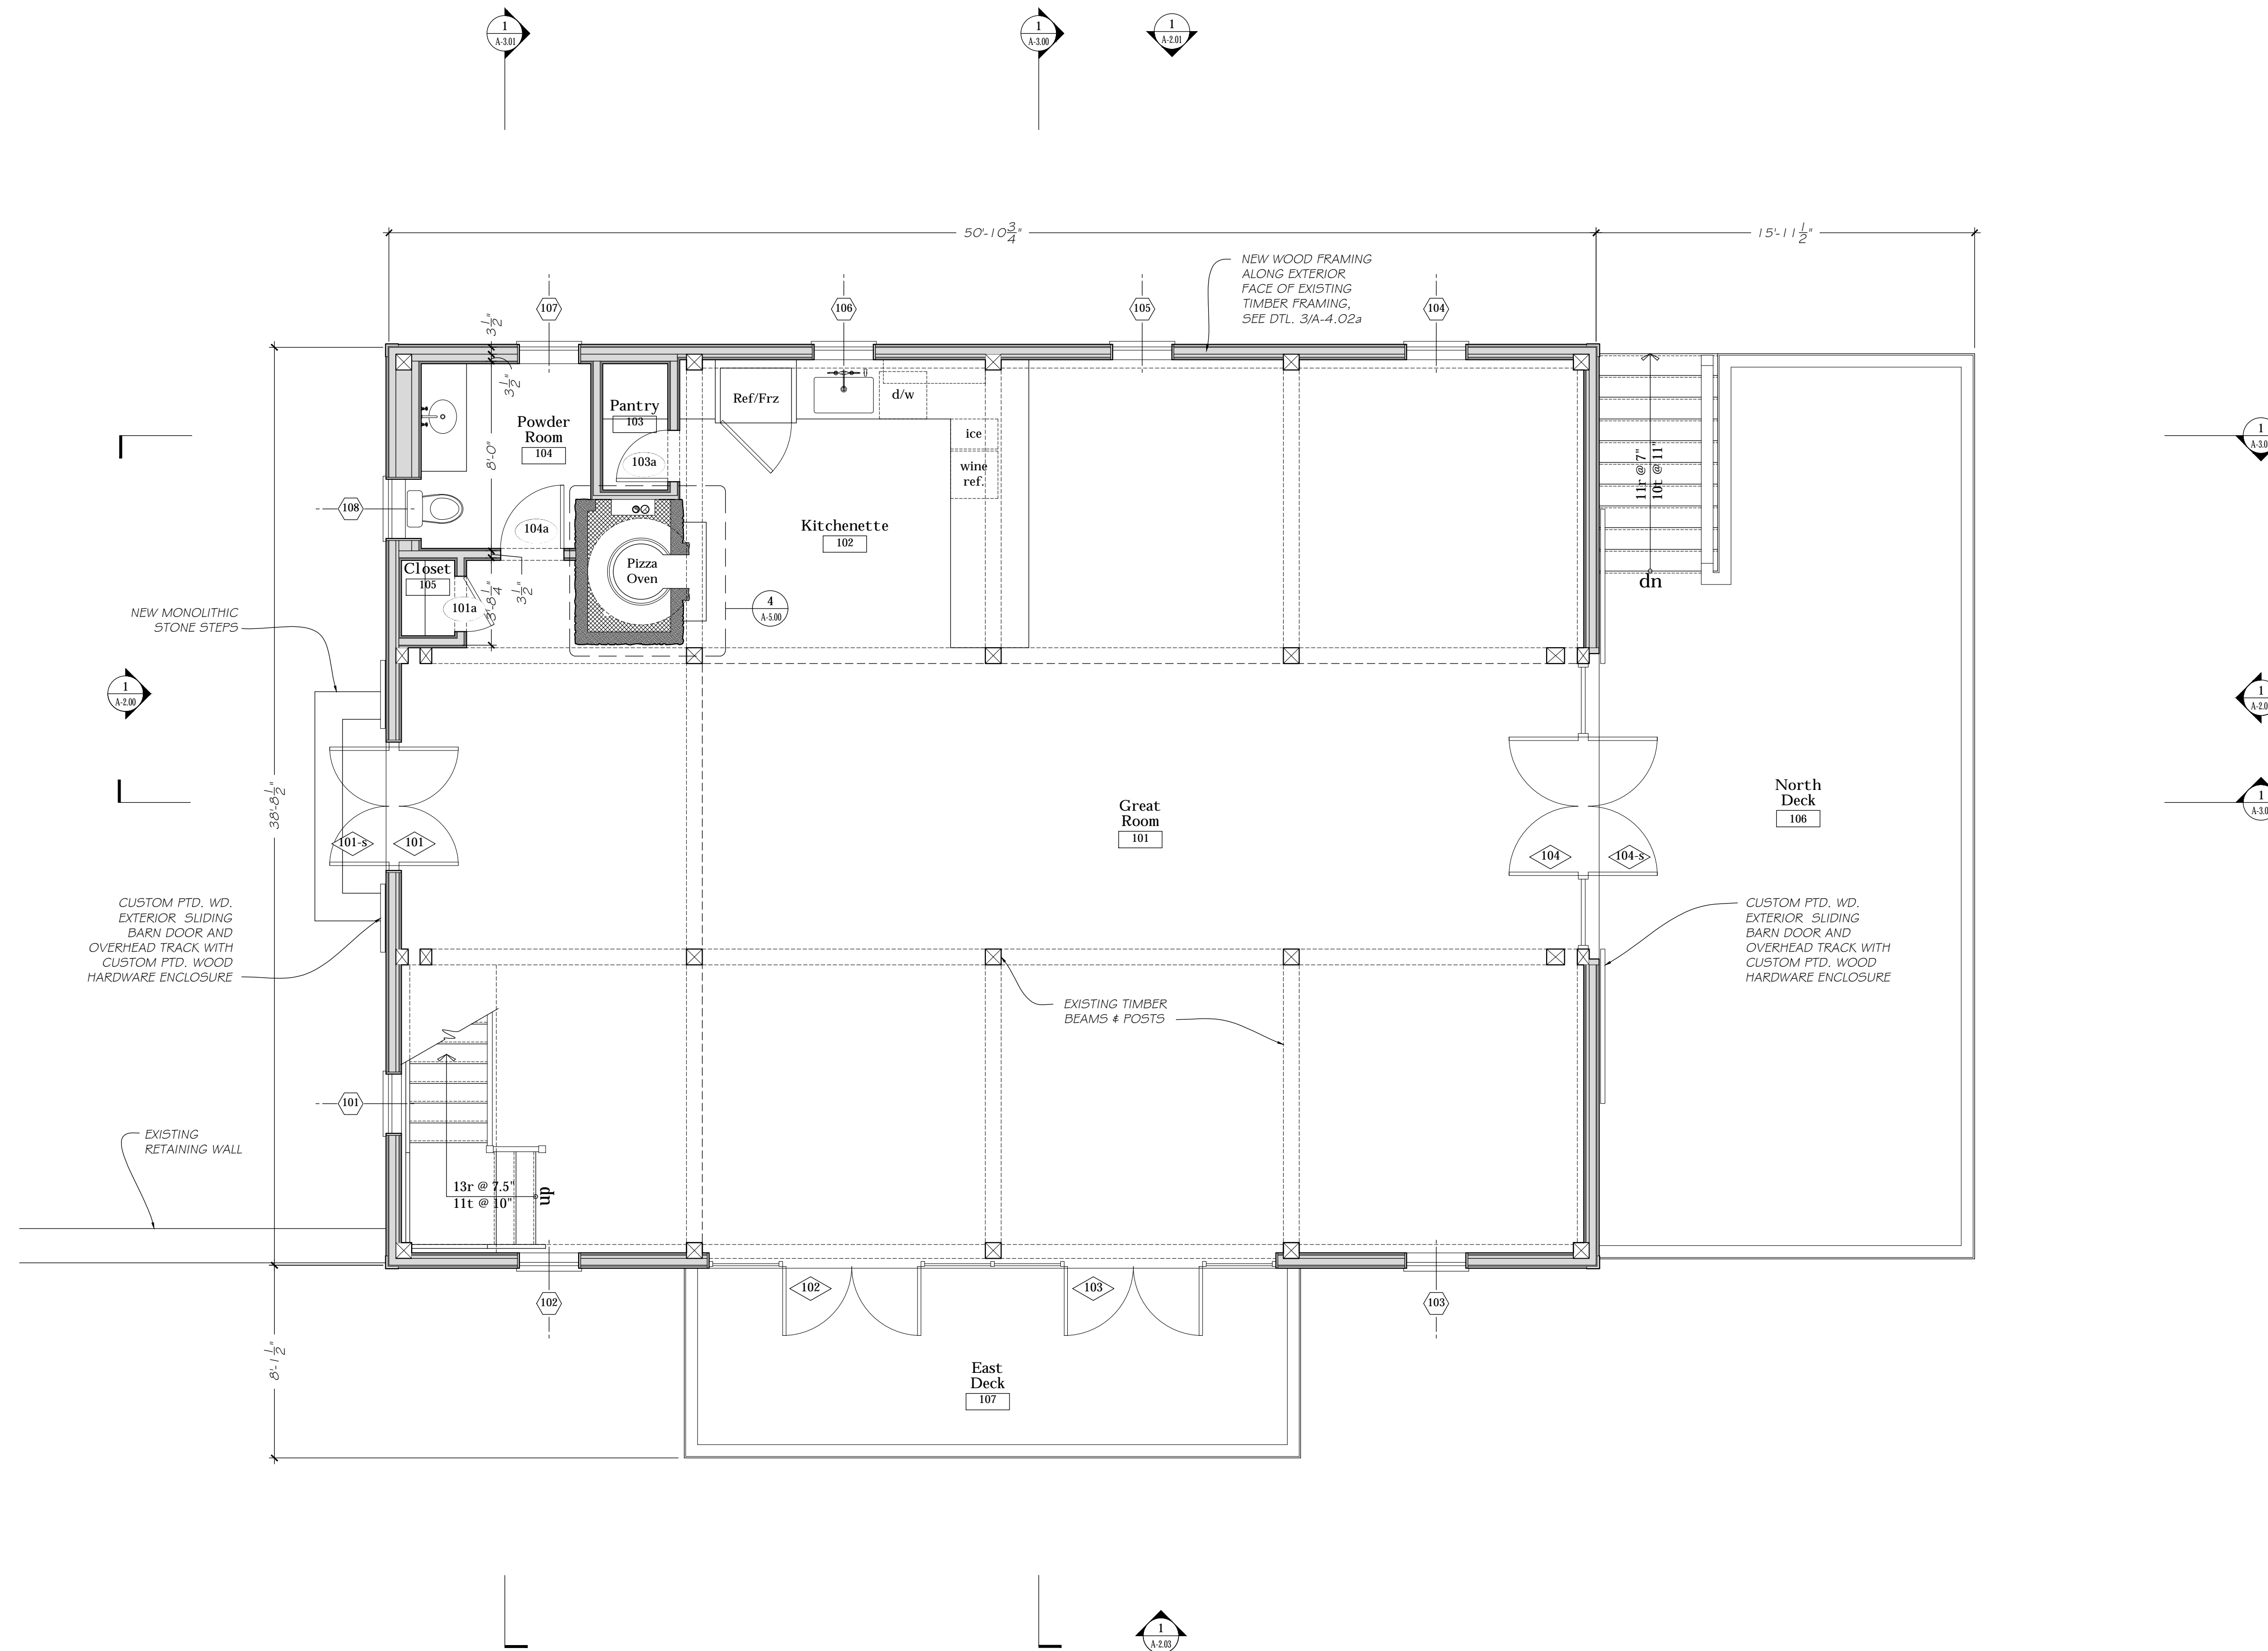 1
A-3.01
1
A-3.00
1
A-2.01
50'-10 3/4"
15'-11 1/2"
NEW WOOD FRAMING
ALONG EXTERIOR
FACE OF EXISTING
TIMBER FRAMING,
SEE DTL. 3/A-4.02a
107
106
105
104
3 1/2"
3 1/2"
Ref/Frz
d/w
Pantry
103
Powder
Room
104
8'-0"
ice
103a
wine
ref.
11r @ 7"
10t @ 11"
dn
1
108
104a
Kitchenette
102
Pizza
Oven
Closet
105
101a
3'-8 1/4"
3 1/2"
4
A-5.00
NEW MONOLITHIC
STONE STEPS
1
A-2.00
1
38'-8 1/2"
Great
Room
101
North
Deck
106
1
101-s
101
104
104-s
CUSTOM PTD. WD.
EXTERIOR SLIDING
BARN DOOR AND
OVERHEAD TRACK WITH
CUSTOM PTD. WOOD
HARDWARE ENCLOSURE
CUSTOM PTD. WD.
EXTERIOR SLIDING
BARN DOOR AND
OVERHEAD TRACK WITH
CUSTOM PTD. WOOD
HARDWARE ENCLOSURE
EXISTING TIMBER
BEAMS & POSTS
101
EXISTING
RETAINING WALL
13r @ 7.5"
11t @ 10"
up
102
102
103
103
8'-1 1/2"
East
Deck
107
1
A-2.03